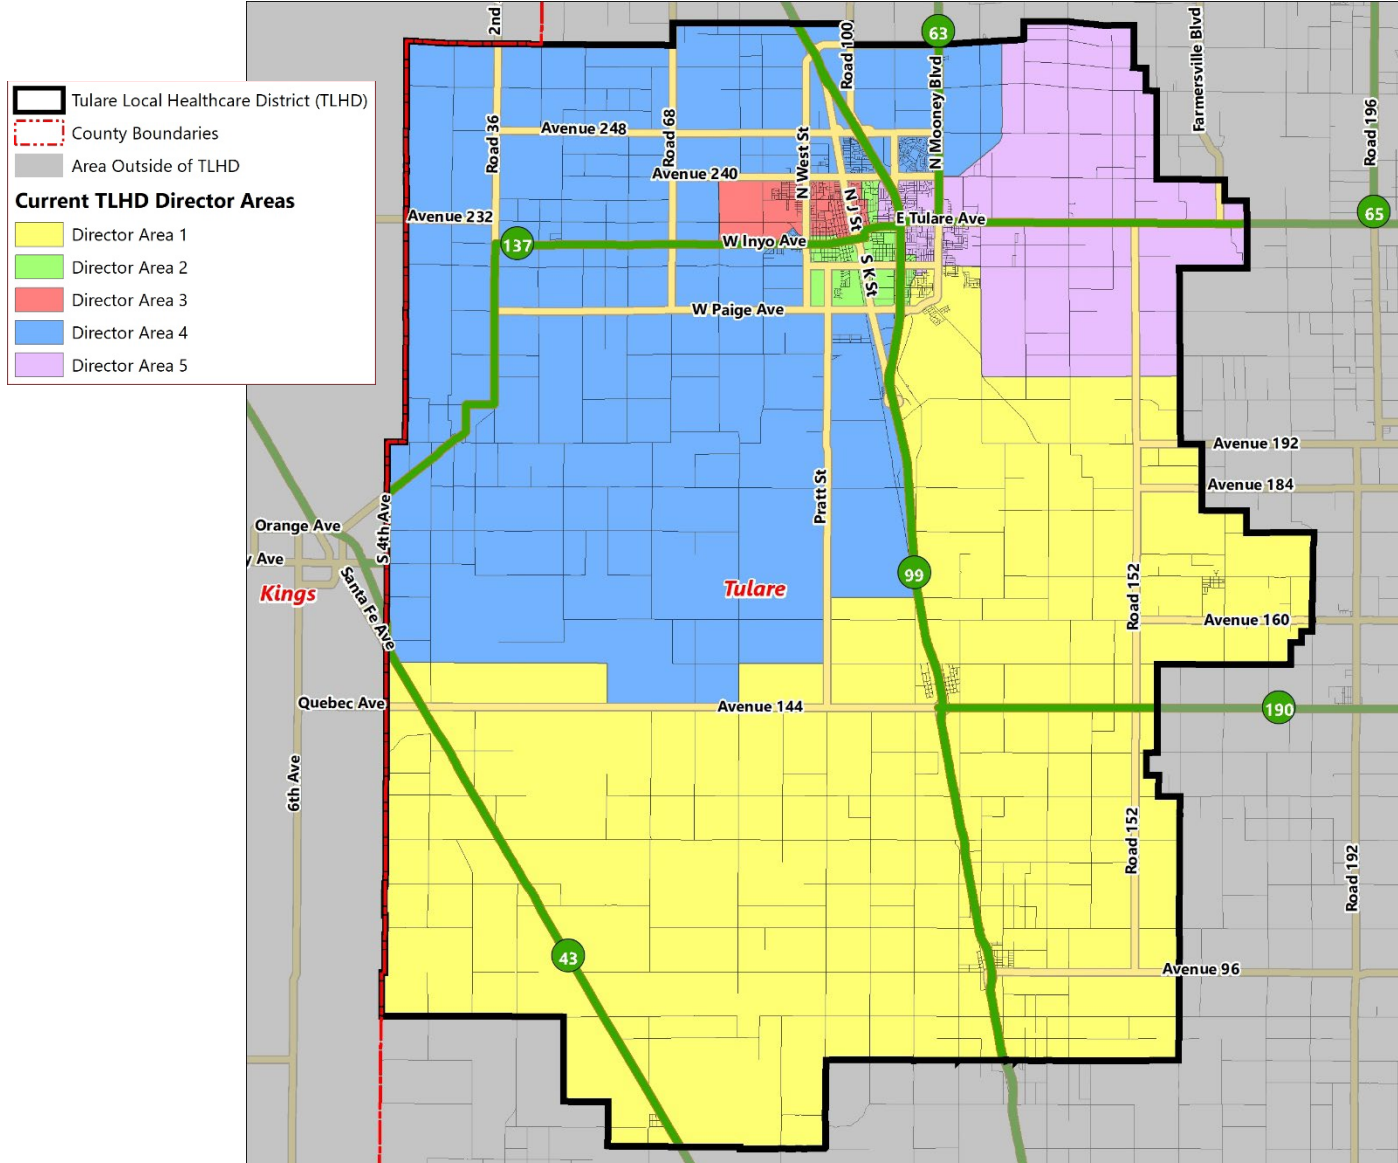 Tulare Local Healthcare District (TLHD)
County Boundaries
Area Outside of TLHD
Current TLHD Director Areas
Director Area 1
Director Area 2
Director Area 3
Director Area 4
Director Area 5
2nd
Road 100
63
Farmersville Blvd
Road 196
Road 36
Avenue 248
Road 68
N West St
N Mooney Blvd
Avenue 240
Avenue 232
N J St
E Tulare Ave
65
137
W Inyo Ave
S K St
W Paige Ave
Avenue 192
Avenue 184
Pratt St
S 4th Ave
Orange Ave
y Ave
Kings
Santa Fe Ave
Tulare
99
Road 152
Avenue 160
Quebec Ave
Avenue 144
190
6th Ave
Road 152
Road 192
43
Avenue 96